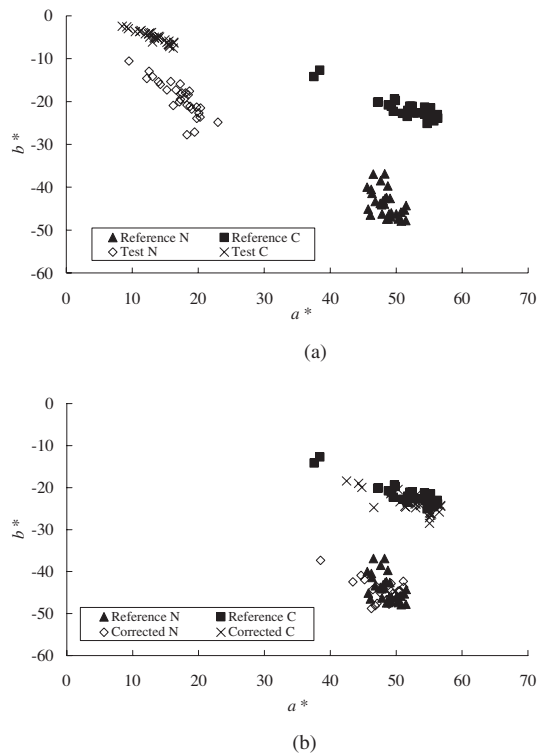 (a)
0
-10
-20
-30
-40
-50
-60
b*
Reference N Reference C
Test N Test C
0 10 20 30 40 50 60 70
a*
(a)
0
-10
-20
-30
-40
-50
-60
b*
Reference N Reference C
Corrected N Corrected C
0 10 20 30 40 50 60 70
a*
(b)